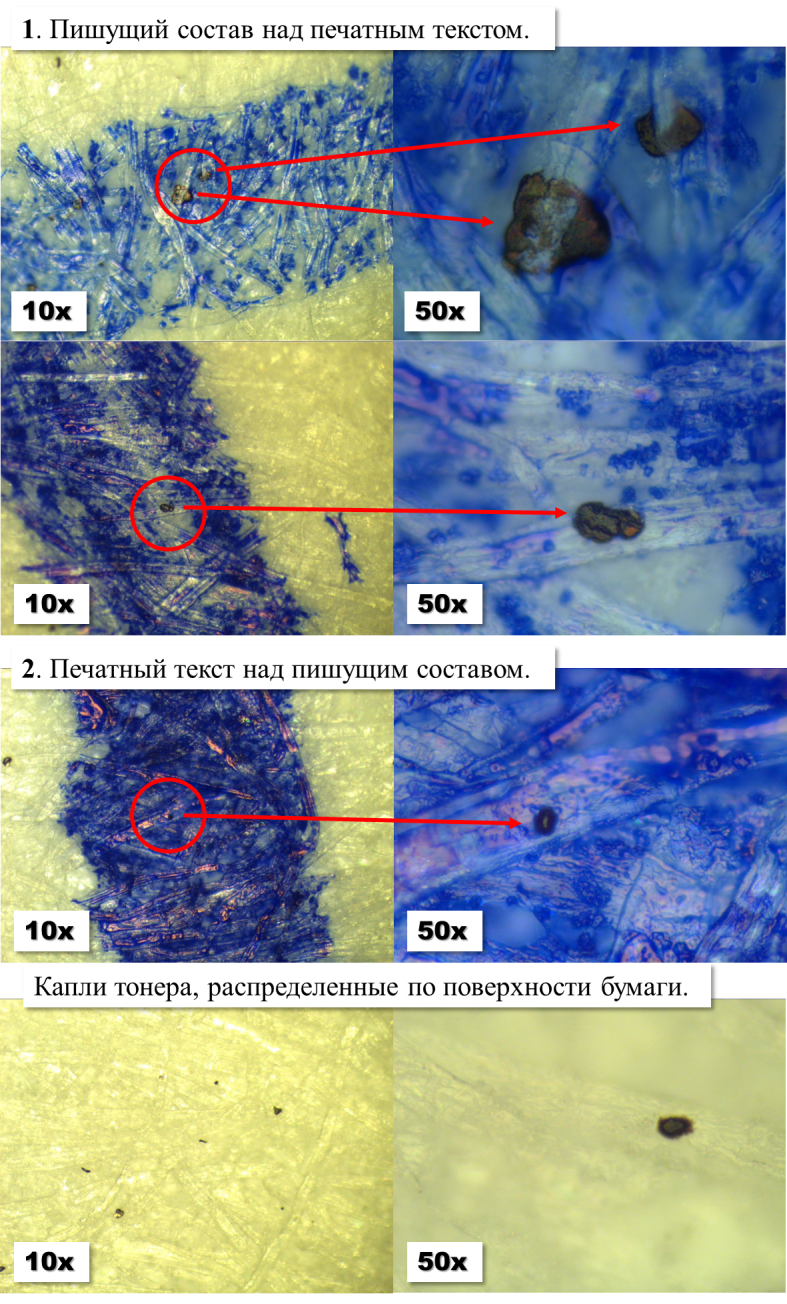 1. Пишущий состав над печатным текстом.
10x
50x
10x
50x
2. Печатный текст над пишущим составом.
10x
50x
Капли тонера, распределенные по поверхности бумаги.
10x
50x